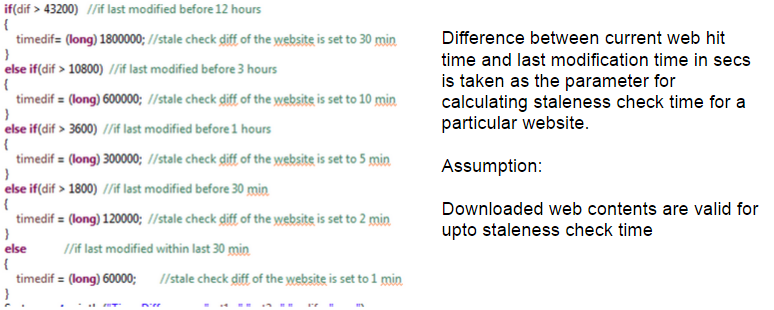 if(dif > 43200) //if last modified before 12 hours
{
timedif= (long) 1800000; //stale check diff of the website is set to 30 min
}
else if(dif > 10800) //if last modified before 3 hours
{
timedif = (long) 600000; //stale check diff of the website is set to 10 min
}
else if(dif > 3600) //if last modified before 1 hours
{
timedif = (long) 300000; //stale check diff of the website is set to 5 min
}
else if(dif > 1800) //if last modified before 30 min
{
timedif = (long) 120000; //stale check diff of the website is set to 2 min
}
else //if last modified within last 30 min
{
timedif = (long) 60000; //stale check diff of the website is set to 1 min
}
Difference between current web hit
time and last modification time in secs
is taken as the parameter for
calculating staleness check time for a
particular website.
Assumption:
Downloaded web contents are valid for
upto staleness check time